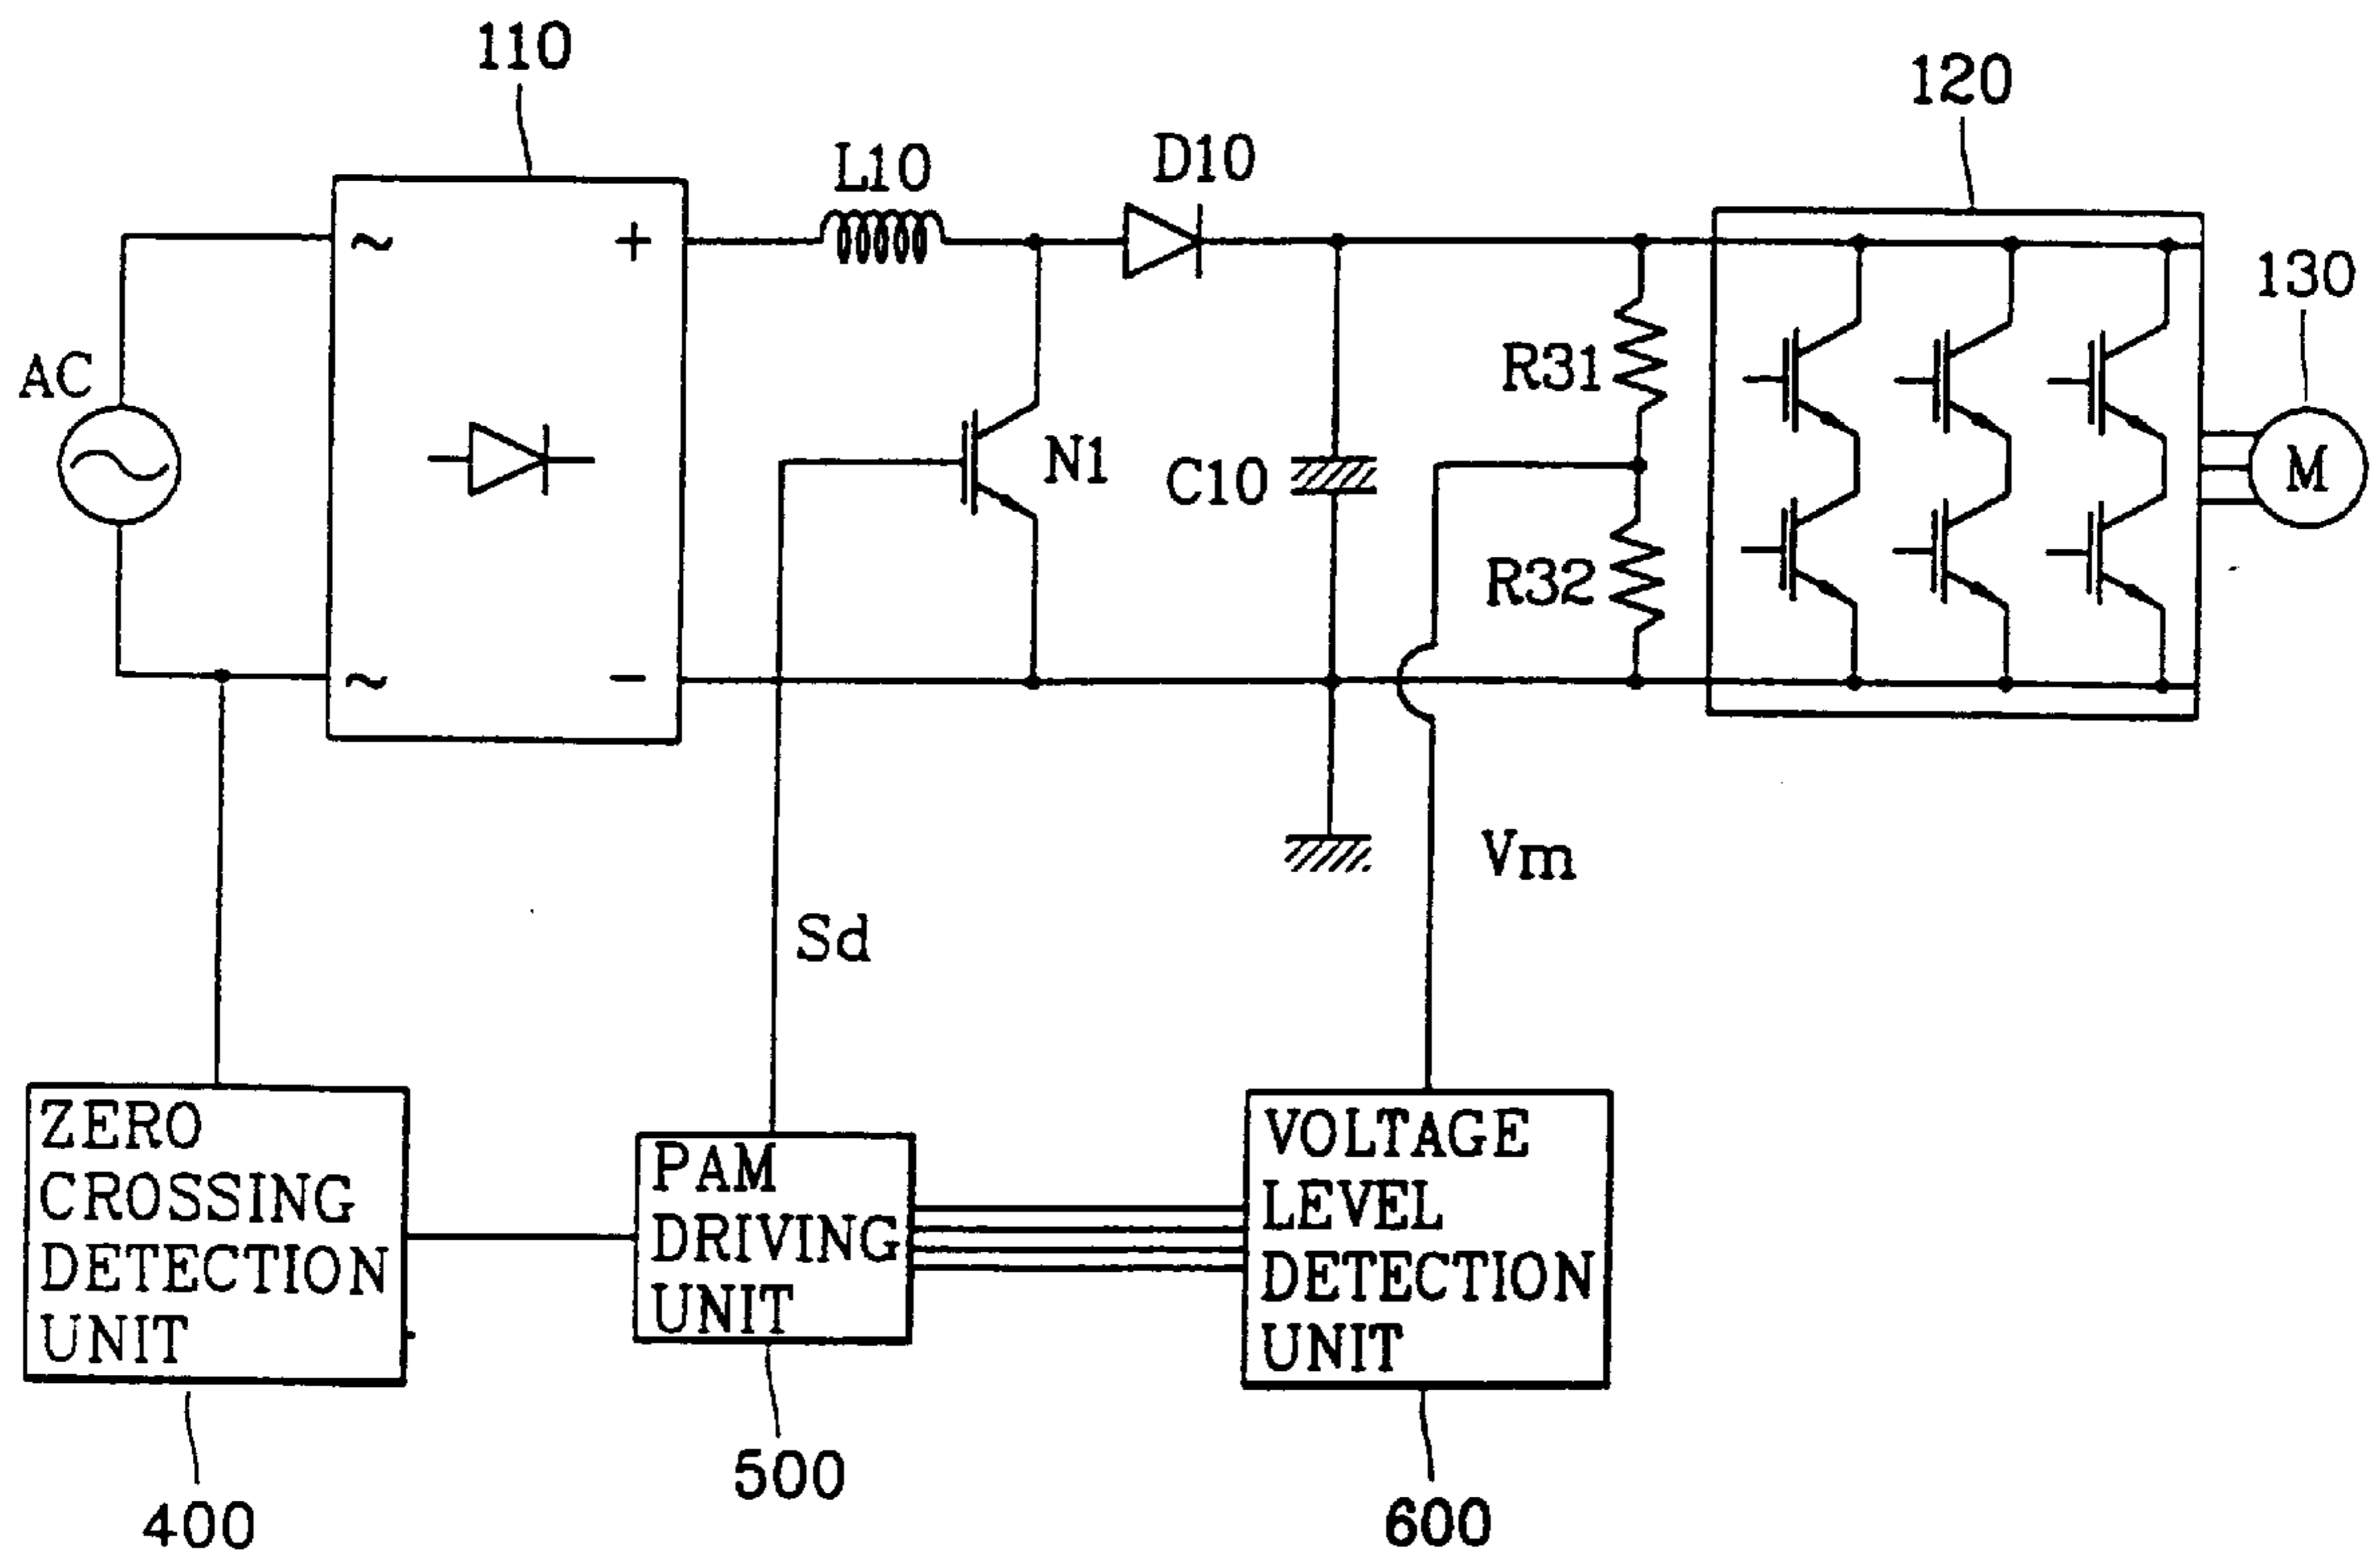 110
120
L10
D10
130
AC
~
+
R31
N1
C10
M
R32
~
−
Vm
Sd
ZERO
CROSSING
DETECTION
UNIT
PAM
DRIVING
UNIT
VOLTAGE
LEVEL
DETECTION
UNIT
400
500
600